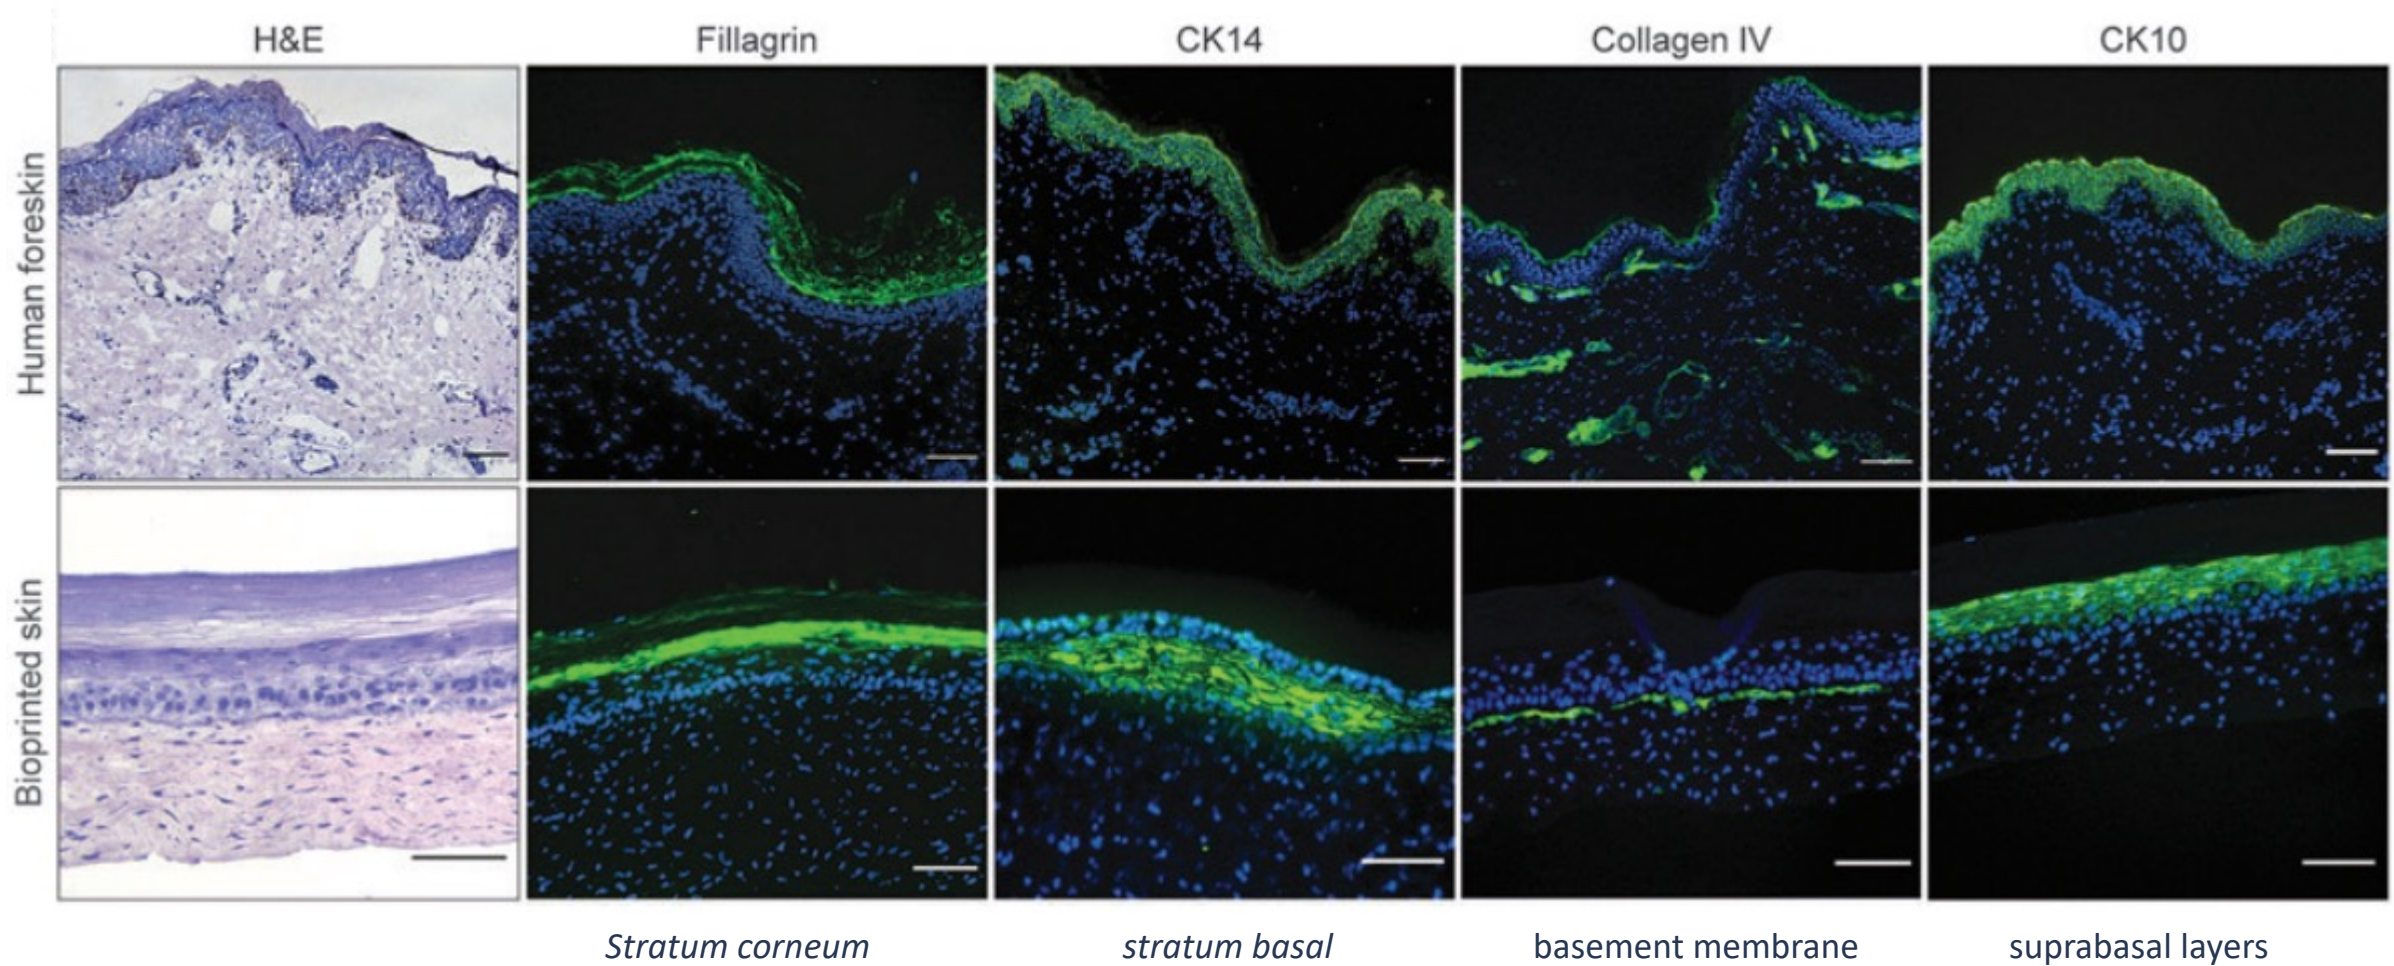 H&E
Fillagrin
CK14
Collagen IV
CK10
Human foreskin
Bioprinted skin
Stratum corneum
stratum basal
basement membrane
suprabasal layers